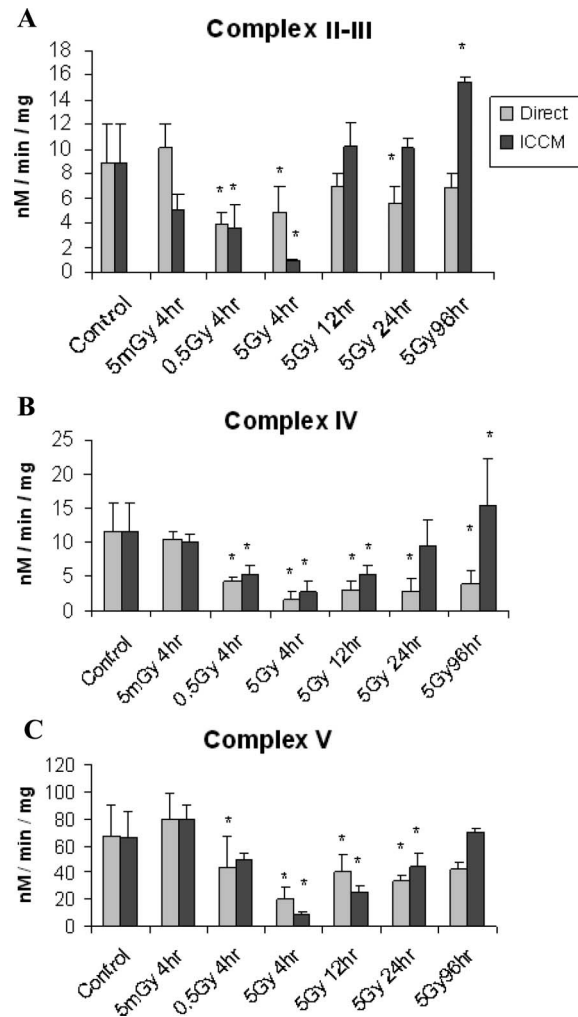 A
Complex II-III
18
16
14
12
10
8
6
4
2
0
nM / min / mg
* * * * * *
Direct
ICCM
Control
5mGy 4hr
0.5Gy 4hr
5Gy 4hr
5Gy 12hr
5Gy 24hr
5Gy96hr
B
Complex IV
25
20
15
10
5
0
nM / min / mg
* * * * * * * * *
Control
5mGy 4hr
0.5Gy 4hr
5Gy 4hr
5Gy 12hr
5Gy 24hr
5Gy96hr
C
Complex V
120
100
80
60
40
20
0
nM / min / mg
* * * * * * *
Control
5mGy 4hr
0.5Gy 4hr
5Gy 4hr
5Gy 12hr
5Gy 24hr
5Gy96hr